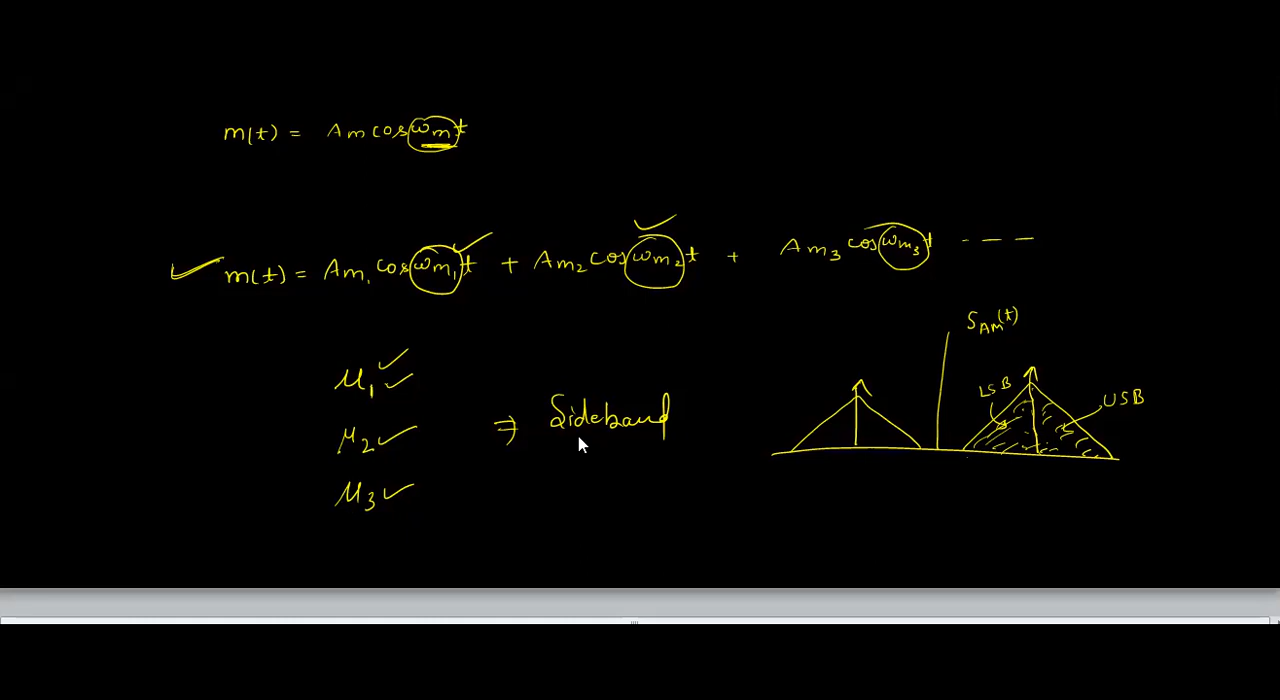 m(t) = Am cos ωm t
m(t) = Am1 cos ωm1 t + Am2 cos ωm2 t + Am3 cos ωm3 t ----
SAM(t)
μ1
LSB
USB
μ2 ⇒ Sideband
μ3